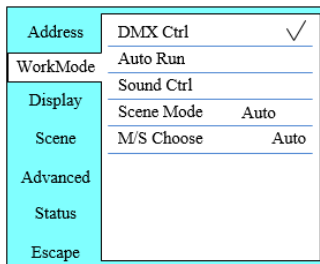 Address
WorkMode
Display
Scene
Advanced
Status
Escape
DMX Ctrl ✓
Auto Run
Sound Ctrl
Scene Mode Auto
M/S Choose Auto